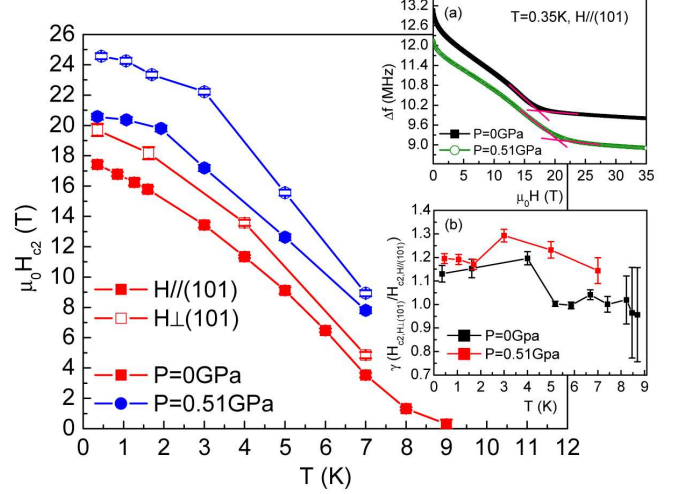 (a)
T=0.35K, H//(101)
13.2
12.6
12.0
11.4
10.8
10.2
9.6
9.0
Δf (MHz)
P=0GPa
P=0.51GPa
0 5 10 15 20 25 30 35
μ0H (T)
(b)
1.4
1.3
1.2
1.1
1.0
0.9
0.8
0.7
γ (Hc2,H⊥(101)/Hc2,H//(101))
P=0Gpa
P=0.51Gpa
0 1 2 3 4 5 6 7 8 9
T (K)
26
24
22
20
18
16
14
12
10
8
6
4
2
0
μ0Hc2 (T)
H//(101)
H⊥(101)
P=0GPa
P=0.51GPa
0 1 2 3 4 5 6 7 8 9 10 11 12
T (K)